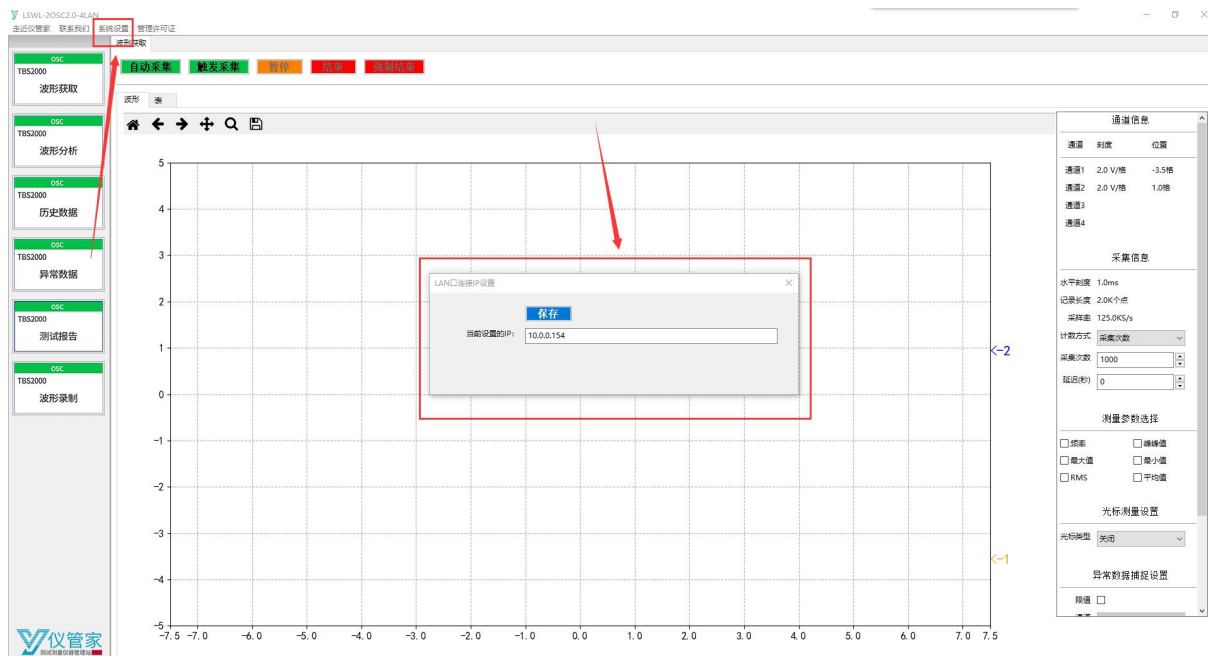 LSWL-2OSC2.0-4LAN
走近仪管家 联系我们 系统设置 管理许可证
波形获取
OSC
TBS2000
波形获取
OSC
TBS2000
波形分析
OSC
TBS2000
历史数据
OSC
TBS2000
异常数据
OSC
TBS2000
测试报告
OSC
TBS2000
波形录制
仪管家
测试测量仪器管理站
自动采集 触发采集 暂停 结束 强制结束
波形 表
5
4
3
2
1
0
-1
-2
-3
-4
-5
-7.5 -7.0 -6.0 -5.0 -4.0 -3.0 -2.0 -1.0 0.0 1.0 2.0 3.0 4.0 5.0 6.0 7.0 7.5
<-2
<-1
LAN口连接IP设置
保存
当前设置的IP: 10.0.0.154
通道信息
通道 刻度 位置
通道1 2.0 V/格 -3.5格
通道2 2.0 V/格 1.0格
通道3
通道4
采集信息
水平刻度 1.0ms
记录长度 2.0K个点
采样率 125.0KS/s
计数方式 采集次数
采集次数 1000
延迟(秒) 0
测量参数选择
频率 峰峰值
最大值 最小值
RMS 平均值
光标测量设置
光标类型 关闭
异常数据捕捉设置
限值